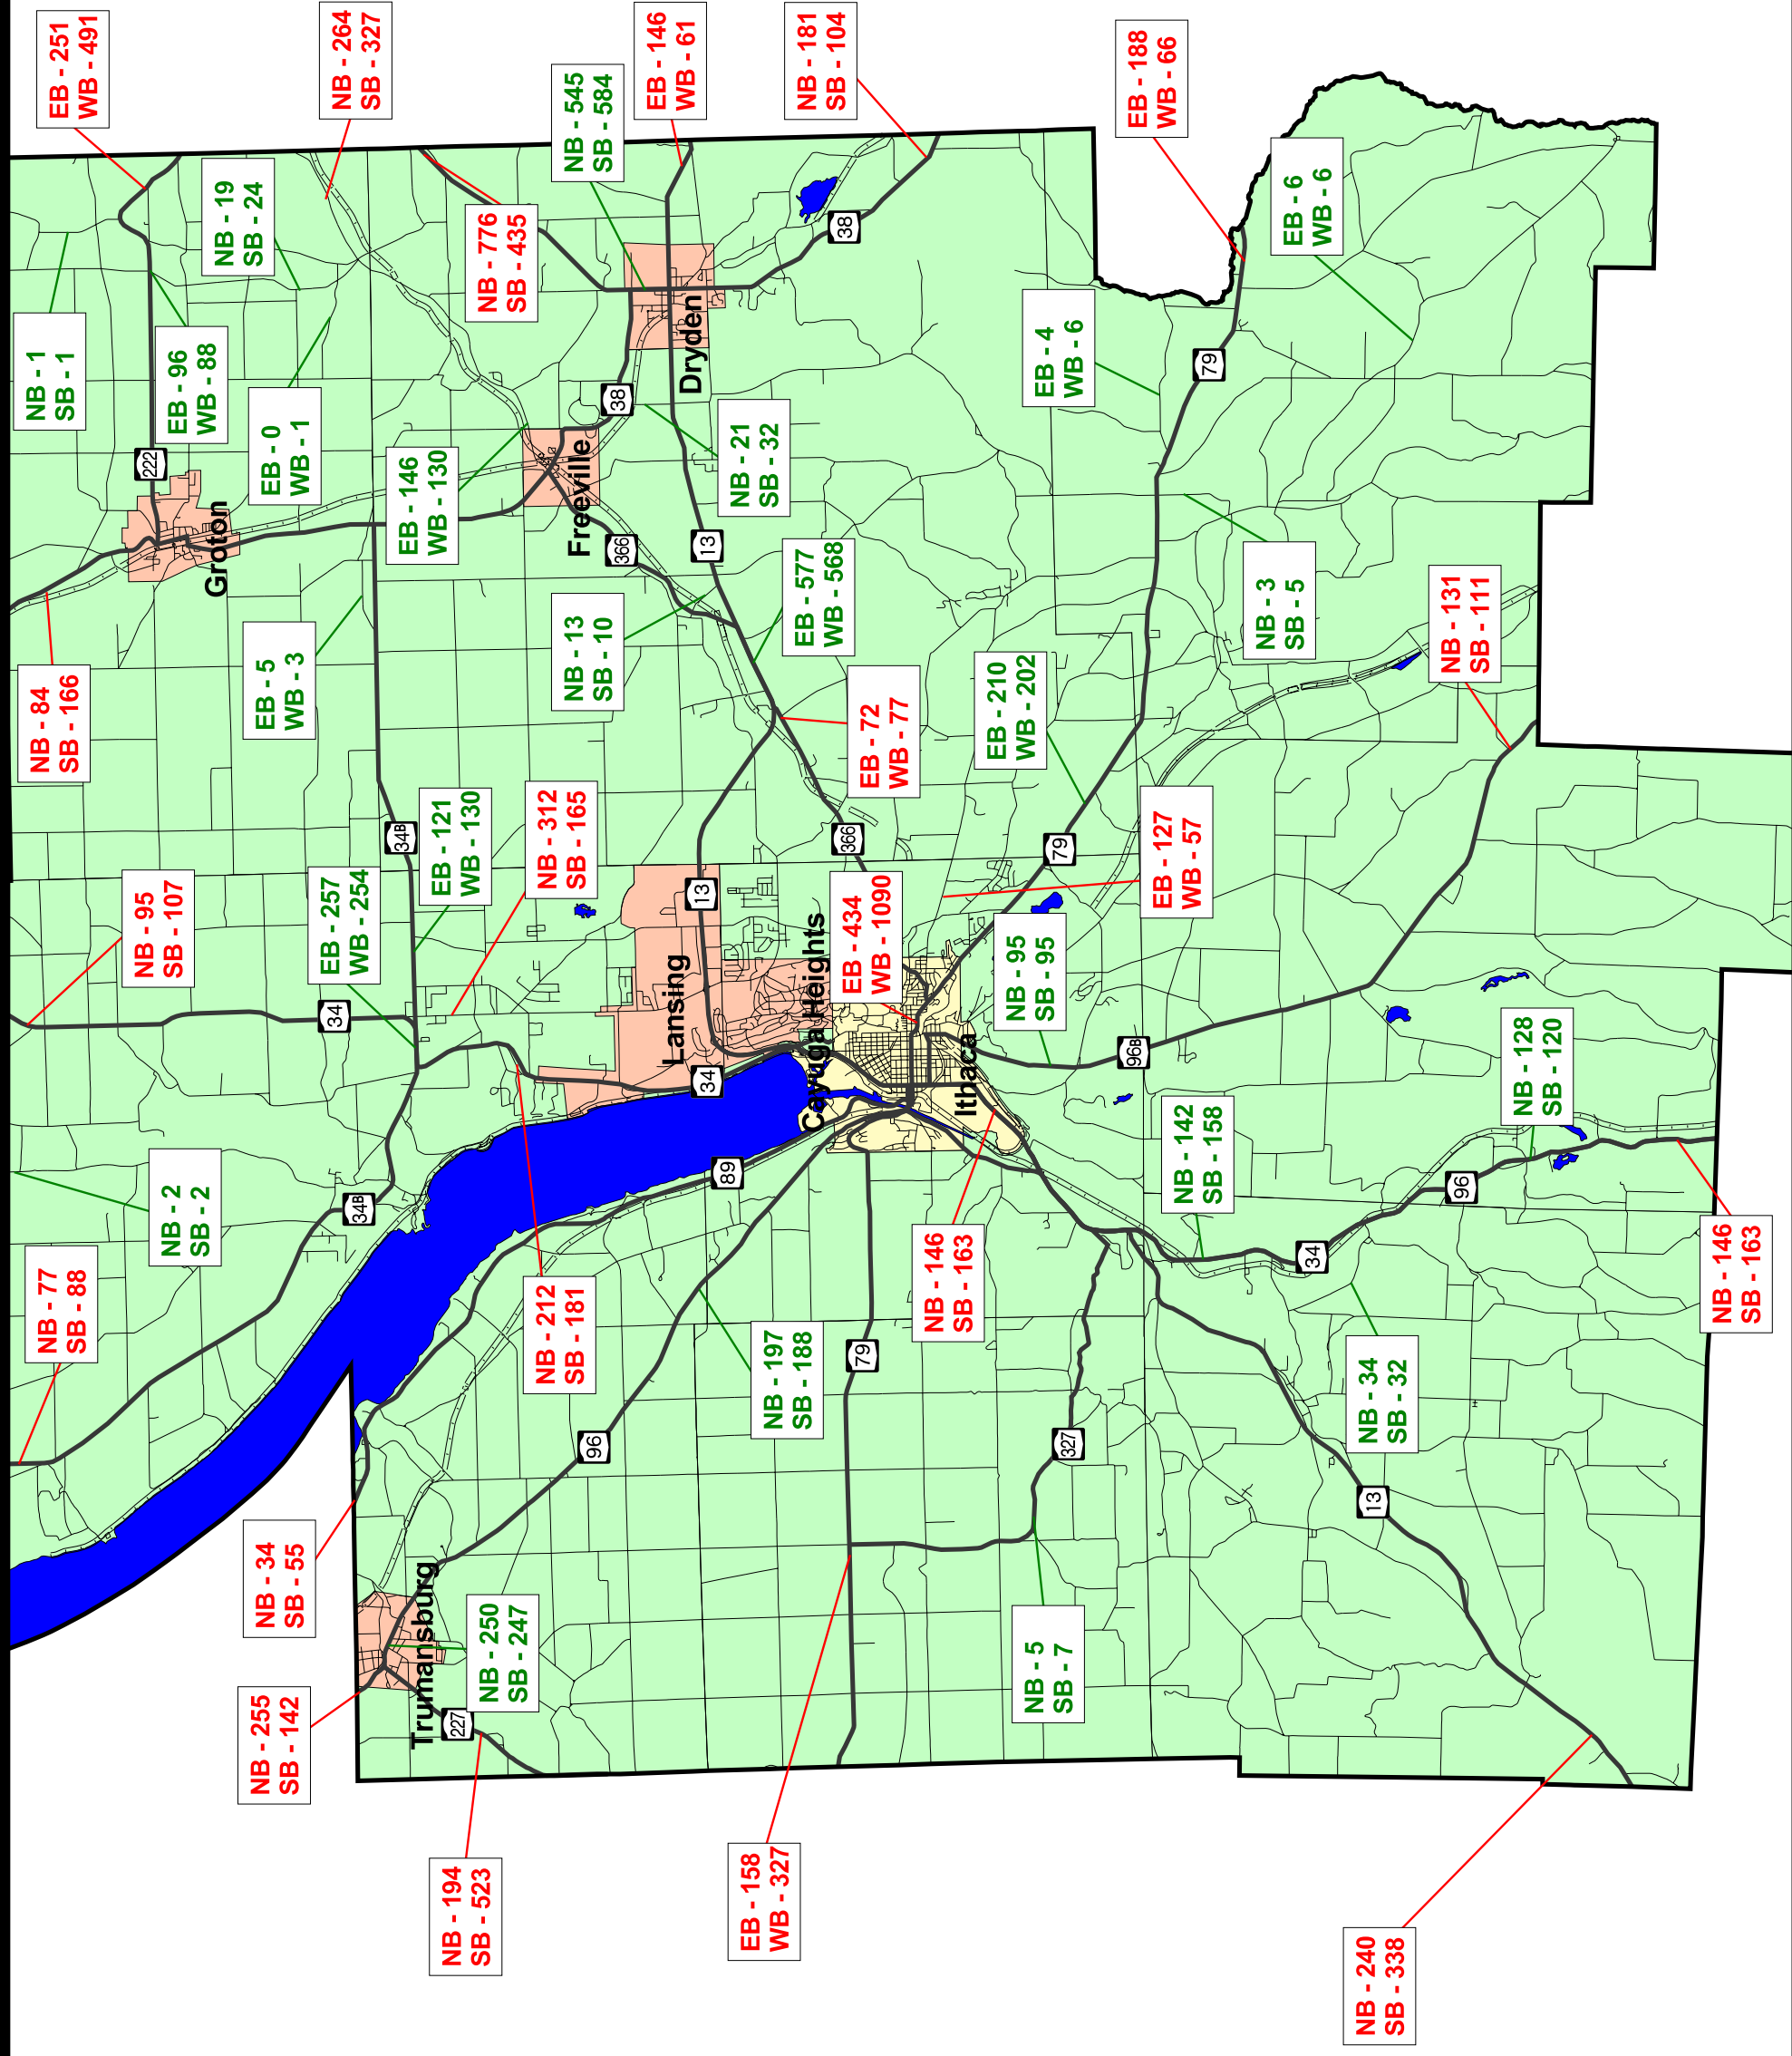 EB - 251
WB - 491
NB - 264
SB - 327
EB - 146
WB - 61
NB - 181
SB - 104
EB - 188
WB - 66
NB - 19
SB - 24
NB - 545
SB - 584
NB - 776
SB - 435
EB - 6
WB - 6
NB - 1
SB - 1
EB - 96
WB - 88
EB - 0
WB - 1
EB - 146
WB - 130
NB - 21
SB - 32
EB - 4
WB - 6
38
Dryden
38
79
222
Groton
Freeville
366
13
EB - 5
WB - 3
NB - 13
SB - 10
EB - 577
WB - 568
NB - 3
SB - 5
NB - 131
SB - 111
NB - 84
SB - 166
EB - 72
WB - 77
EB - 210
WB - 202
34B
EB - 121
WB - 130
NB - 312
SB - 165
366
79
EB - 127
WB - 57
NB - 95
SB - 107
EB - 257
WB - 254
13
EB - 434
WB - 1090
NB - 95
SB - 95
34
Lansing
Cayuga Heights
Ithaca
34
96B
NB - 128
SB - 120
NB - 2
SB - 2
34B
89
NB - 142
SB - 158
96
34
NB - 77
SB - 88
NB - 212
SB - 181
NB - 146
SB - 163
NB - 146
SB - 163
NB - 197
SB - 188
79
NB - 34
SB - 32
96
327
13
NB - 34
SB - 55
Trumansburg
NB - 250
SB - 247
NB - 5
SB - 7
227
NB - 255
SB - 142
NB - 194
SB - 523
EB - 158
WB - 327
NB - 240
SB - 338